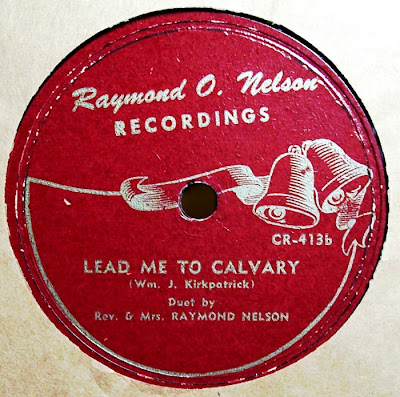 Raymond O. Nelson
RECORDINGS
CR-413b
LEAD ME TO CALVARY
(Wm. J. Kirkpatrick)
Duet by
Rev. & Mrs. RAYMOND NELSON